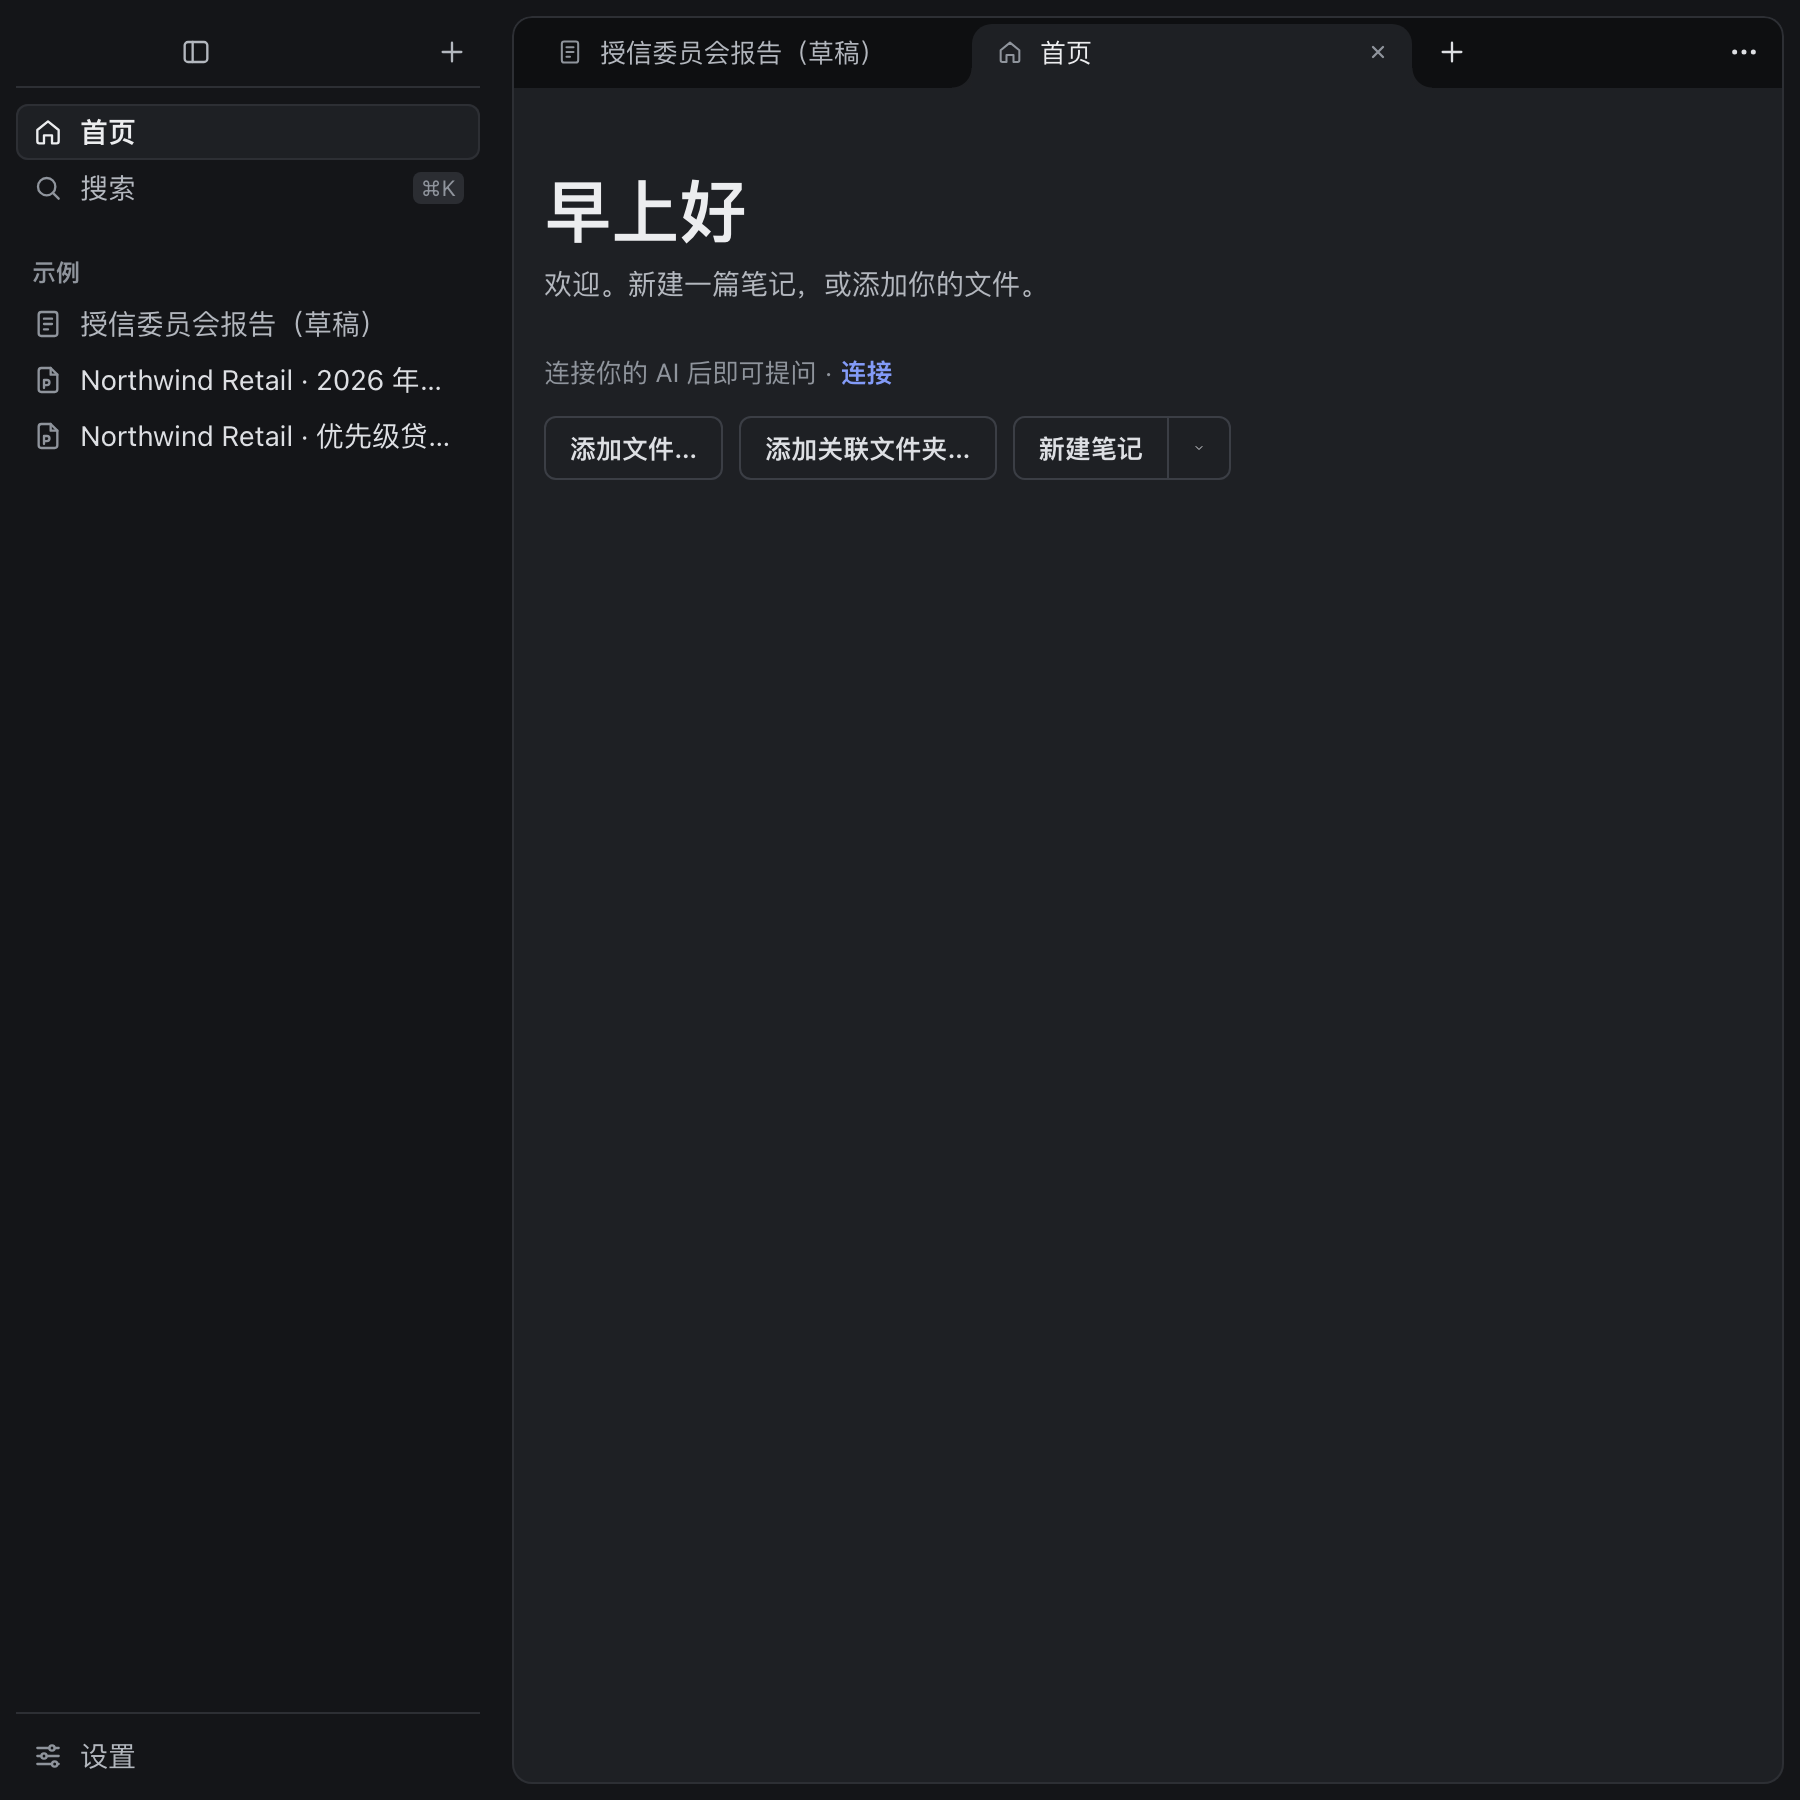 首页
搜索 ⌘K
示例
授信委员会报告（草稿）
Northwind Retail · 2026 年...
Northwind Retail · 优先级贷...
设置
授信委员会报告（草稿）
首页
早上好
欢迎。新建一篇笔记，或添加你的文件。
连接你的 AI 后即可提问 · 连接
添加文件... 添加关联文件夹... 新建笔记